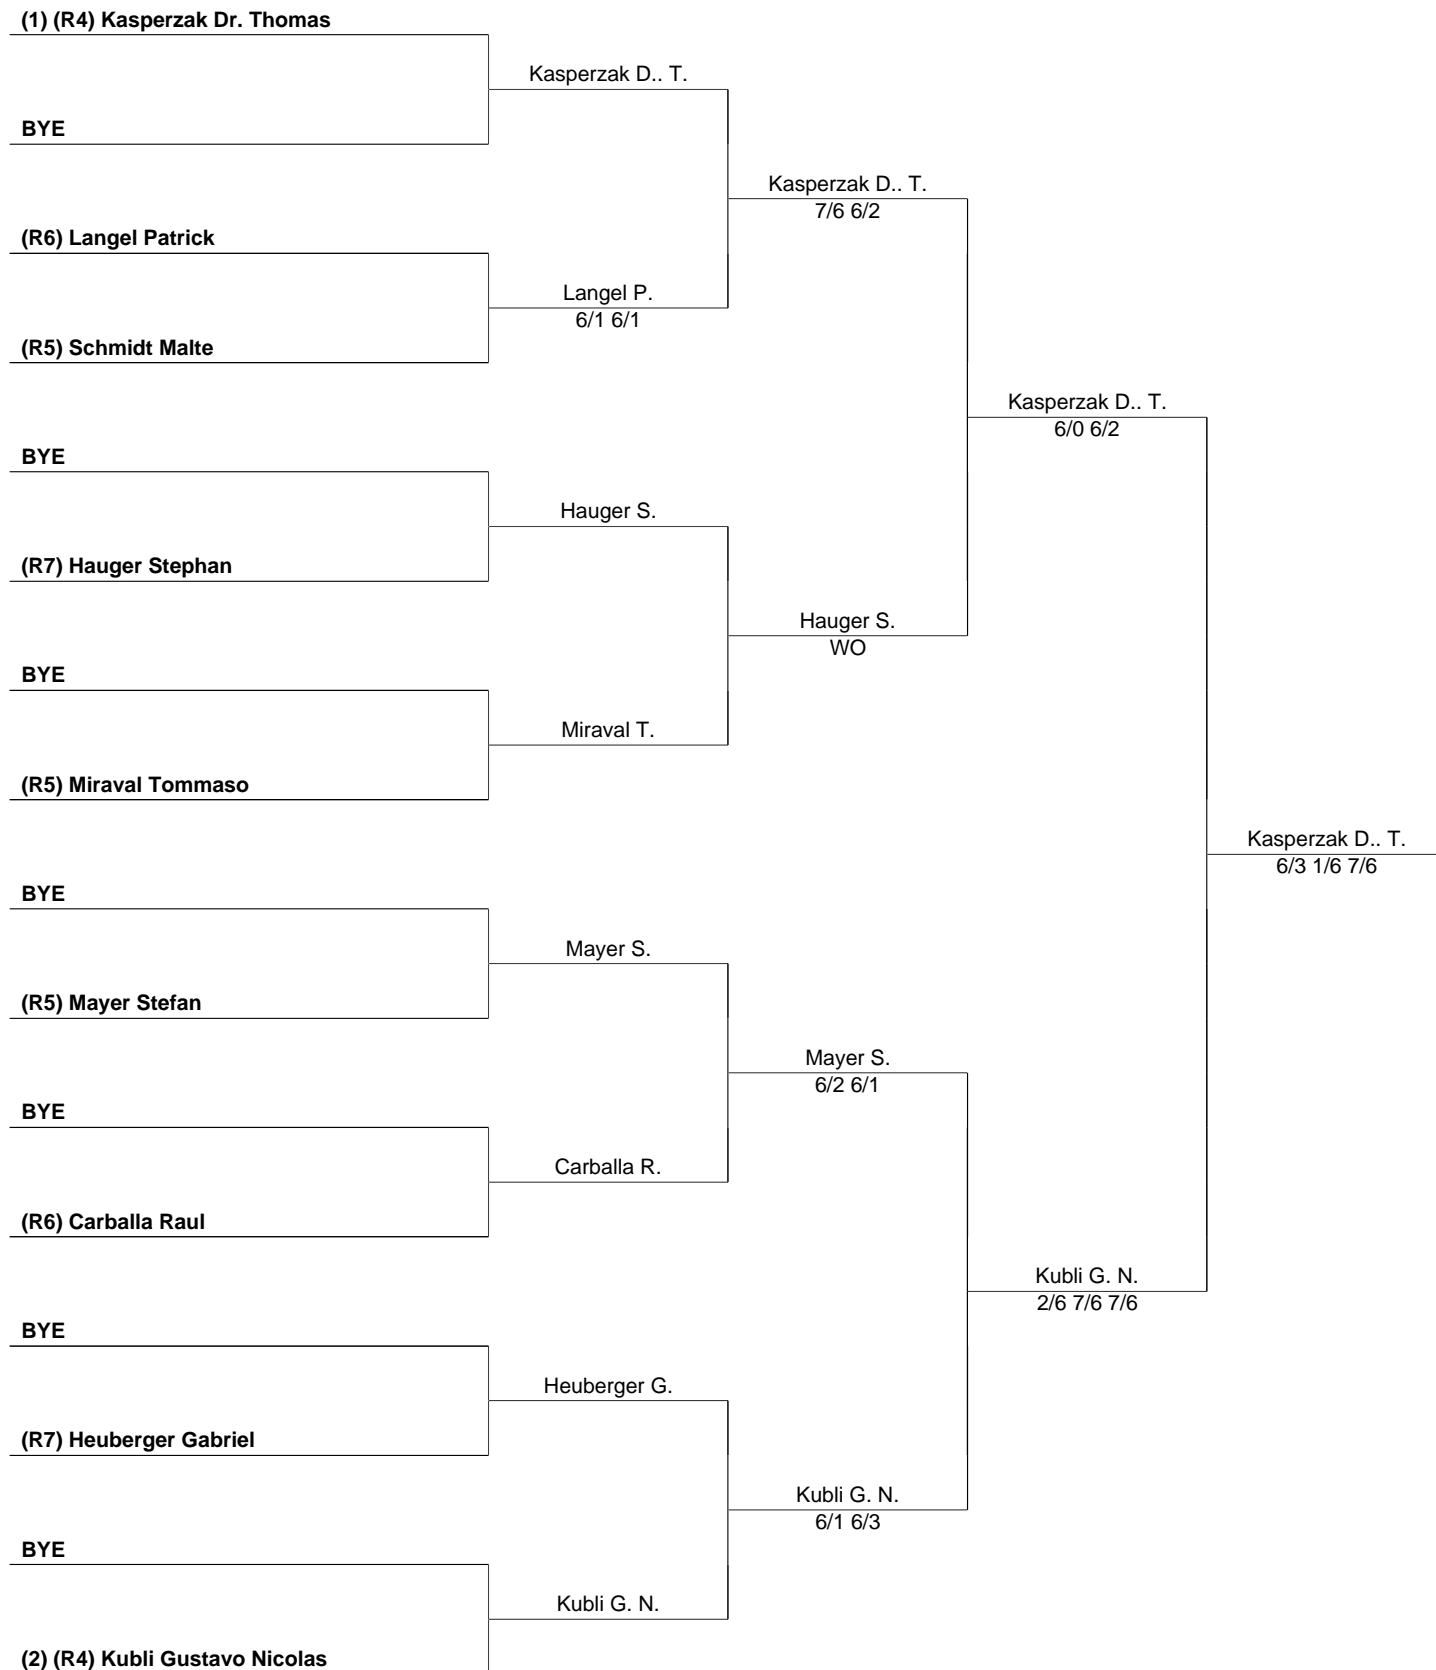 (1) (R4) Kasperzak Dr. Thomas
Kasperzak D.. T.
BYE
Kasperzak D.. T.
7/6 6/2
(R6) Langel Patrick
Langel P.
6/1 6/1
(R5) Schmidt Malte
Kasperzak D.. T.
6/0 6/2
BYE
Hauger S.
(R7) Hauger Stephan
Hauger S.
WO
BYE
Miraval T.
(R5) Miraval Tommaso
Kasperzak D.. T.
6/3 1/6 7/6
BYE
Mayer S.
(R5) Mayer Stefan
Mayer S.
6/2 6/1
BYE
Carballa R.
(R6) Carballa Raul
Kubli G. N.
2/6 7/6 7/6
BYE
Heuberger G.
(R7) Heuberger Gabriel
Kubli G. N.
6/1 6/3
BYE
Kubli G. N.
(2) (R4) Kubli Gustavo Nicolas